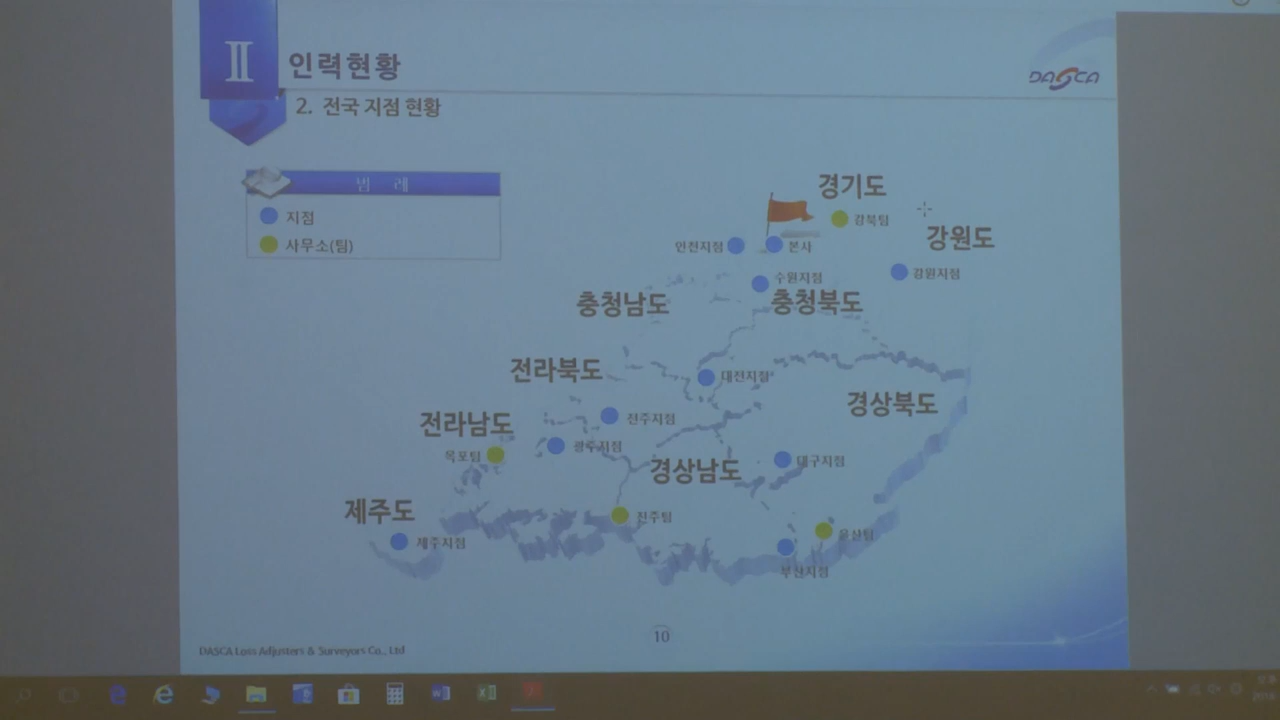 Ⅱ
인력현황
DASCA
2. 전국 지점 현황
범 례
지점
사무소(팀)
경기도
강북팀
강원도
인천지점
본사
강원지점
수원지점
충청남도
충청북도
전라북도
대전지점
경상북도
전라남도
전주지점
광주지점
목포팀
경상남도
대구지점
제주도
진주팀
울산팀
제주지점
부산지점
10
DASCA Loss Adjusters & Surveyors Co., Ltd